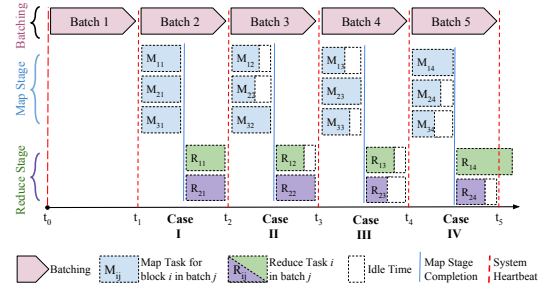 Batching
Batch 1 Batch 2 Batch 3 Batch 4 Batch 5
Map Stage
M11 M12 M13 M14
M21 M22 M23 M24
M31 M32 M33 M34
Reduce Stage
R11 R12 R13 R14
R21 R22 R23 R24
t0 t1 Case I t2 Case II t3 Case III t4 Case IV t5
Batching
Mij Map Task for block i in batch j
Rij Reduce Task i in batch j
Idle Time
Map Stage Completion
System Heartbeat